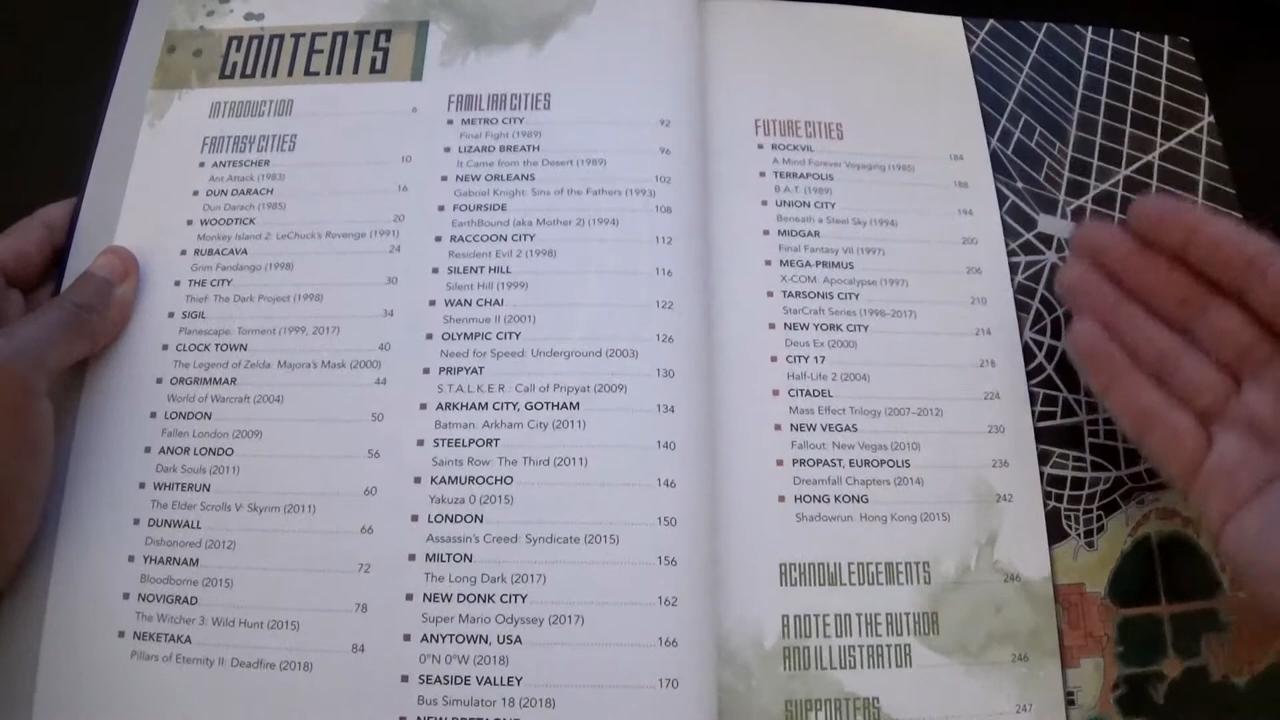 CONTENTS
INTRODUCTION 6
FANTASY CITIES
ANTESCHER 10
Ant Attack (1983)
DUN DARACH 16
Dun Darach (1985)
WOODTICK 20
Monkey Island 2: LeChuck's Revenge (1991)
RUBACAVA 24
Grim Fandango (1998)
THE CITY 30
Thief: The Dark Project (1998)
SIGIL 34
Planescape: Torment (1999, 2017)
CLOCK TOWN 40
The Legend of Zelda: Majora's Mask (2000)
ORGRIMMAR 44
World of Warcraft (2004)
LONDON 50
Fallen London (2009)
ANOR LONDO 56
Dark Souls (2011)
WHITERUN 60
The Elder Scrolls V: Skyrim (2011)
DUNWALL 66
Dishonored (2012)
YHARNAM 72
Bloodborne (2015)
NOVIGRAD 78
The Witcher 3: Wild Hunt (2015)
NEKETAKA 84
Pillars of Eternity II: Deadfire (2018)
FAMILIAR CITIES
METRO CITY 92
Final Fight (1989)
LIZARD BREATH 96
It Came from the Desert (1989)
NEW ORLEANS 102
Gabriel Knight: Sins of the Fathers (1993)
FOURSIDE 108
EarthBound (aka Mother 2) (1994)
RACCOON CITY 112
Resident Evil 2 (1998)
SILENT HILL 116
Silent Hill (1999)
WAN CHAI 122
Shenmue II (2001)
OLYMPIC CITY 126
Need for Speed: Underground (2003)
PRIPYAT 130
S.T.A.L.K.E.R.: Call of Pripyat (2009)
ARKHAM CITY, GOTHAM 134
Batman: Arkham City (2011)
STEELPORT 140
Saints Row: The Third (2011)
KAMUROCHO 146
Yakuza 0 (2015)
LONDON 150
Assassin's Creed: Syndicate (2015)
MILTON 156
The Long Dark (2017)
NEW DONK CITY 162
Super Mario Odyssey (2017)
ANYTOWN, USA 166
0°N 0°W (2018)
SEASIDE VALLEY 170
Bus Simulator 18 (2018)
NEW BRETAGNE
FUTURE CITIES
ROCKVIL 184
A Mind Forever Voyaging (1985)
TERRAPOLIS 188
B.A.T. (1989)
UNION CITY 194
Beneath a Steel Sky (1994)
MIDGAR 200
Final Fantasy VII (1997)
MEGA-PRIMUS 206
X-COM: Apocalypse (1997)
TARSONIS CITY 210
StarCraft Series (1998–2017)
NEW YORK CITY 214
Deus Ex (2000)
CITY 17 218
Half-Life 2 (2004)
CITADEL 224
Mass Effect Trilogy (2007–2012)
NEW VEGAS 230
Fallout: New Vegas (2010)
PROPAST, EUROPOLIS 236
Dreamfall Chapters (2014)
HONG KONG 242
Shadowrun: Hong Kong (2015)
ACKNOWLEDGEMENTS 246
A NOTE ON THE AUTHOR
AND ILLUSTRATOR 246
SUPPORTERS 247